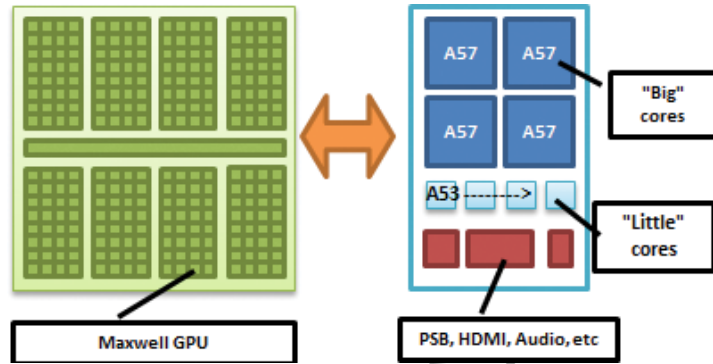 A57 A57
A57 A57
A53 -------->
"Big"
cores
"Little"
cores
Maxwell GPU
PSB, HDMI, Audio, etc